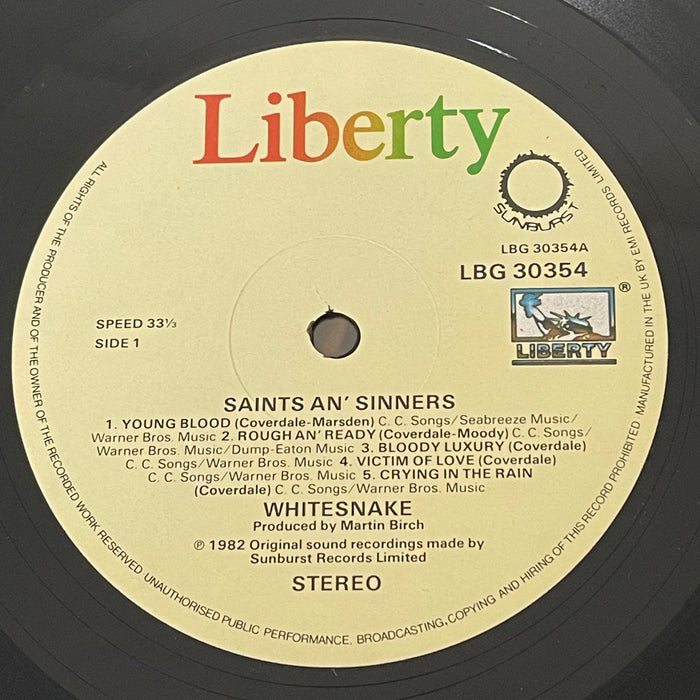 Liberty
SUNBURST
LBG 30354A
LBG 30354
®
LIBERTY
SPEED 33⅓
SIDE 1
SAINTS AN' SINNERS
1. YOUNG BLOOD (Coverdale-Marsden) C. C. Songs/Seabreeze Music/
Warner Bros. Music 2. ROUGH AN' READY (Coverdale-Moody) C. C. Songs/
Warner Bros. Music/Dump-Eaton Music 3. BLOODY LUXURY (Coverdale)
C. C. Songs/Warner Bros. Music 4. VICTIM OF LOVE (Coverdale)
C. C. Songs/Warner Bros. Music 5. CRYING IN THE RAIN
(Coverdale) C. C. Songs/Warner Bros. Music
WHITESNAKE
Produced by Martin Birch
℗ 1982 Original sound recordings made by
Sunburst Records Limited
STEREO
ALL RIGHTS OF THE PRODUCER AND OF THE OWNER OF THE RECORDED WORK RESERVED. UNAUTHORISED PUBLIC PERFORMANCE, BROADCASTING, COPYING AND HIRING OF THIS RECORD PROHIBITED. MANUFACTURED IN THE UK BY EMI RECORDS LIMITED